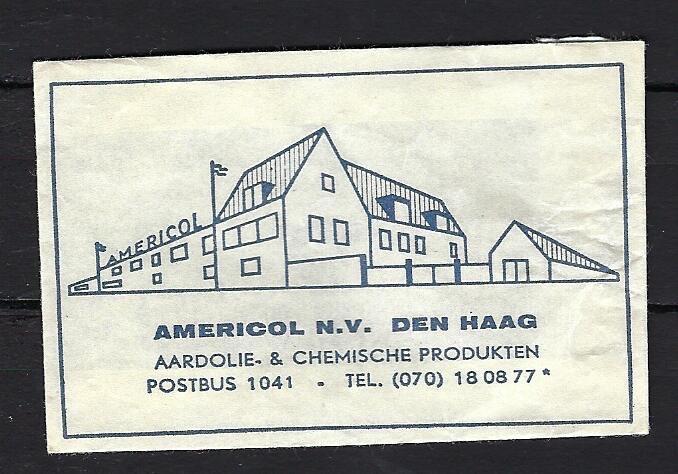 AMERICOL
AMERICOL N.V. DEN HAAG
AARDOLIE- & CHEMISCHE PRODUKTEN
POSTBUS 1041 - TEL. (070) 18 08 77 *